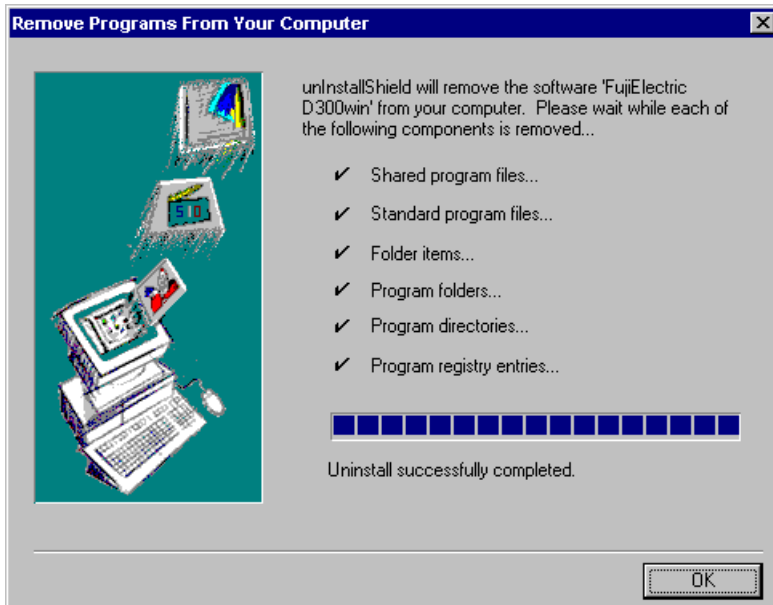 Remove Programs From Your Computer
unInstallShield will remove the software 'FujiElectric
D300win' from your computer. Please wait while each of
the following components is removed...
Shared program files...
Standard program files...
Folder items...
Program folders...
Program directories...
Program registry entries...
Uninstall successfully completed.
OK